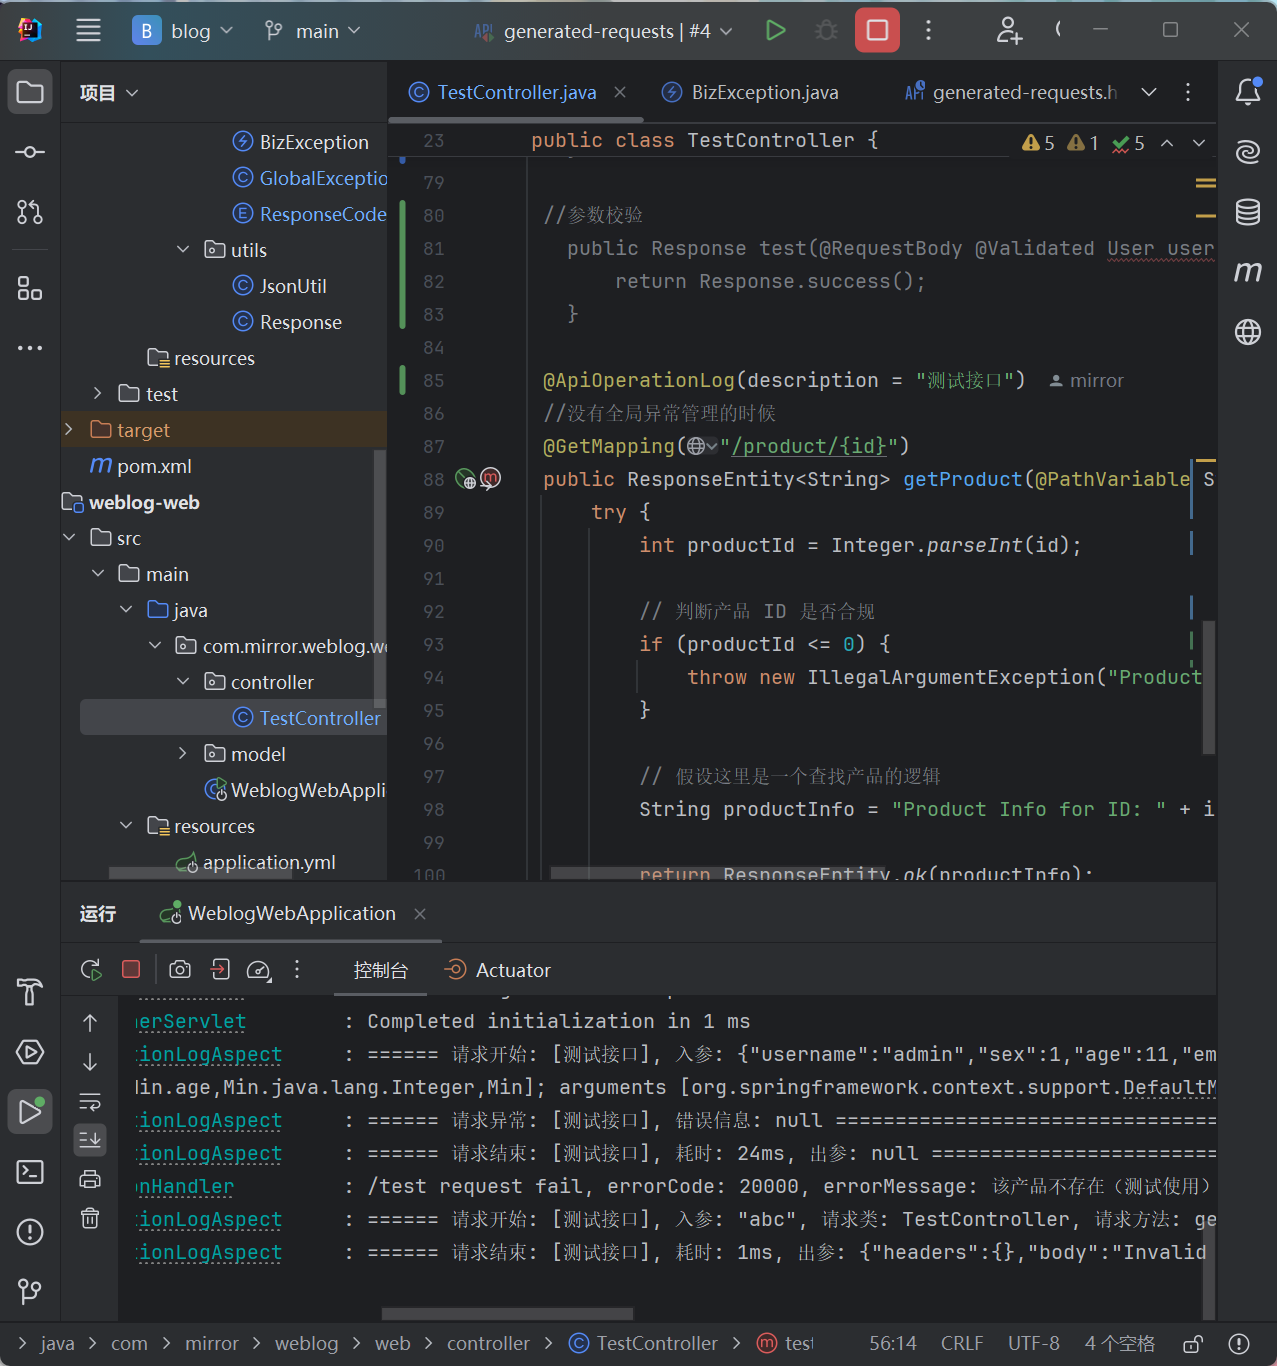 B blog main API generated-requests | #4
项目
TestController.java BizException.java API generated-requests.h
BizException
GlobalExceptio
ResponseCode
utils
JsonUtil
Response
resources
test
target
pom.xml
weblog-web
src
main
java
com.mirror.weblog.we
controller
TestController
model
WeblogWebAppli
resources
application.yml
23 public class TestController { 5 1 5
79
80 //参数校验
81 public Response test(@RequestBody @Validated User user
82 return Response.success();
83 }
84
85 @ApiOperationLog(description = "测试接口") mirror
86 //没有全局异常管理的时候
87 @GetMapping("/product/{id}")
88 public ResponseEntity<String> getProduct(@PathVariable S
89 try {
90 int productId = Integer.parseInt(id);
91
92 // 判断产品 ID 是否合规
93 if (productId <= 0) {
94 throw new IllegalArgumentException("Product
95 }
96
97 // 假设这里是一个查找产品的逻辑
98 String productInfo = "Product Info for ID: " + i
99
100 return ResponseEntity.ok(productInfo);
运行 WeblogWebApplication
控制台 Actuator
nerServlet : Completed initialization in 1 ms
tionLogAspect : ====== 请求开始: [测试接口], 入参: {"username":"admin","sex":1,"age":11,"em
Min.age,Min.java.lang.Integer,Min]; arguments [org.springframework.context.support.DefaultM
tionLogAspect : ====== 请求异常: [测试接口], 错误信息: null ================================
tionLogAspect : ====== 请求结束: [测试接口], 耗时: 24ms, 出参: null ========================
onHandler : /test request fail, errorCode: 20000, errorMessage: 该产品不存在（测试使用）
tionLogAspect : ====== 请求开始: [测试接口], 入参: "abc", 请求类: TestController, 请求方法: ge
tionLogAspect : ====== 请求结束: [测试接口], 耗时: 1ms, 出参: {"headers":{},"body":"Invalid
java com mirror weblog web controller TestController test 56:14 CRLF UTF-8 4 个空格